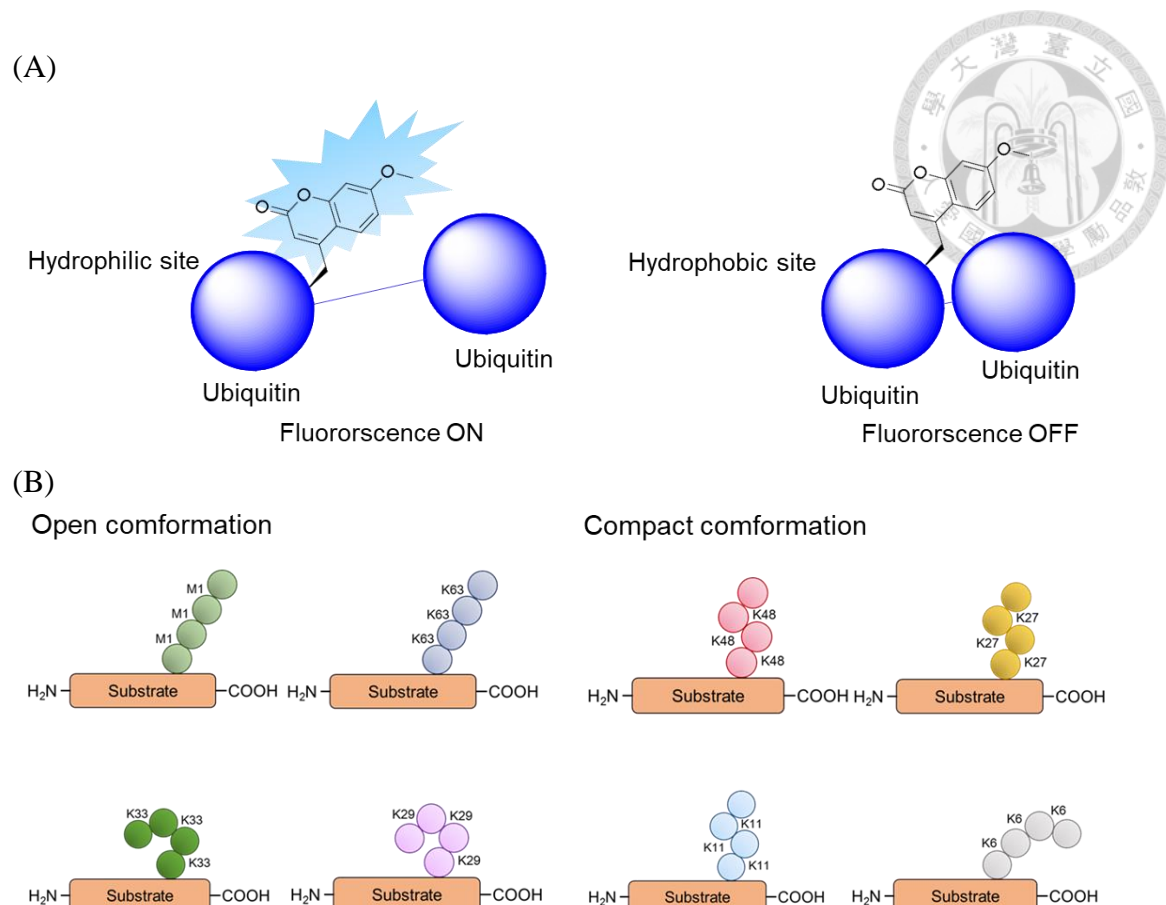 (A)
Hydrophilic site
Ubiquitin
Ubiquitin
Fluororscence ON
O
O
O
Hydrophobic site
Ubiquitin
Ubiquitin
Fluororscence OFF
O
O
O
(B)
Open comformation
Compact comformation
M1
M1
M1
H₂N
Substrate
COOH
K63
K63
K63
H₂N
Substrate
COOH
K48
K48
K48
H₂N
Substrate
COOH
K27
K27
K27
H₂N
Substrate
COOH
K33
K33
K33
H₂N
Substrate
COOH
K29
K29
K29
H₂N
Substrate
COOH
K11
K11
K11
H₂N
Substrate
COOH
K6
K6
K6
H₂N
Substrate
COOH